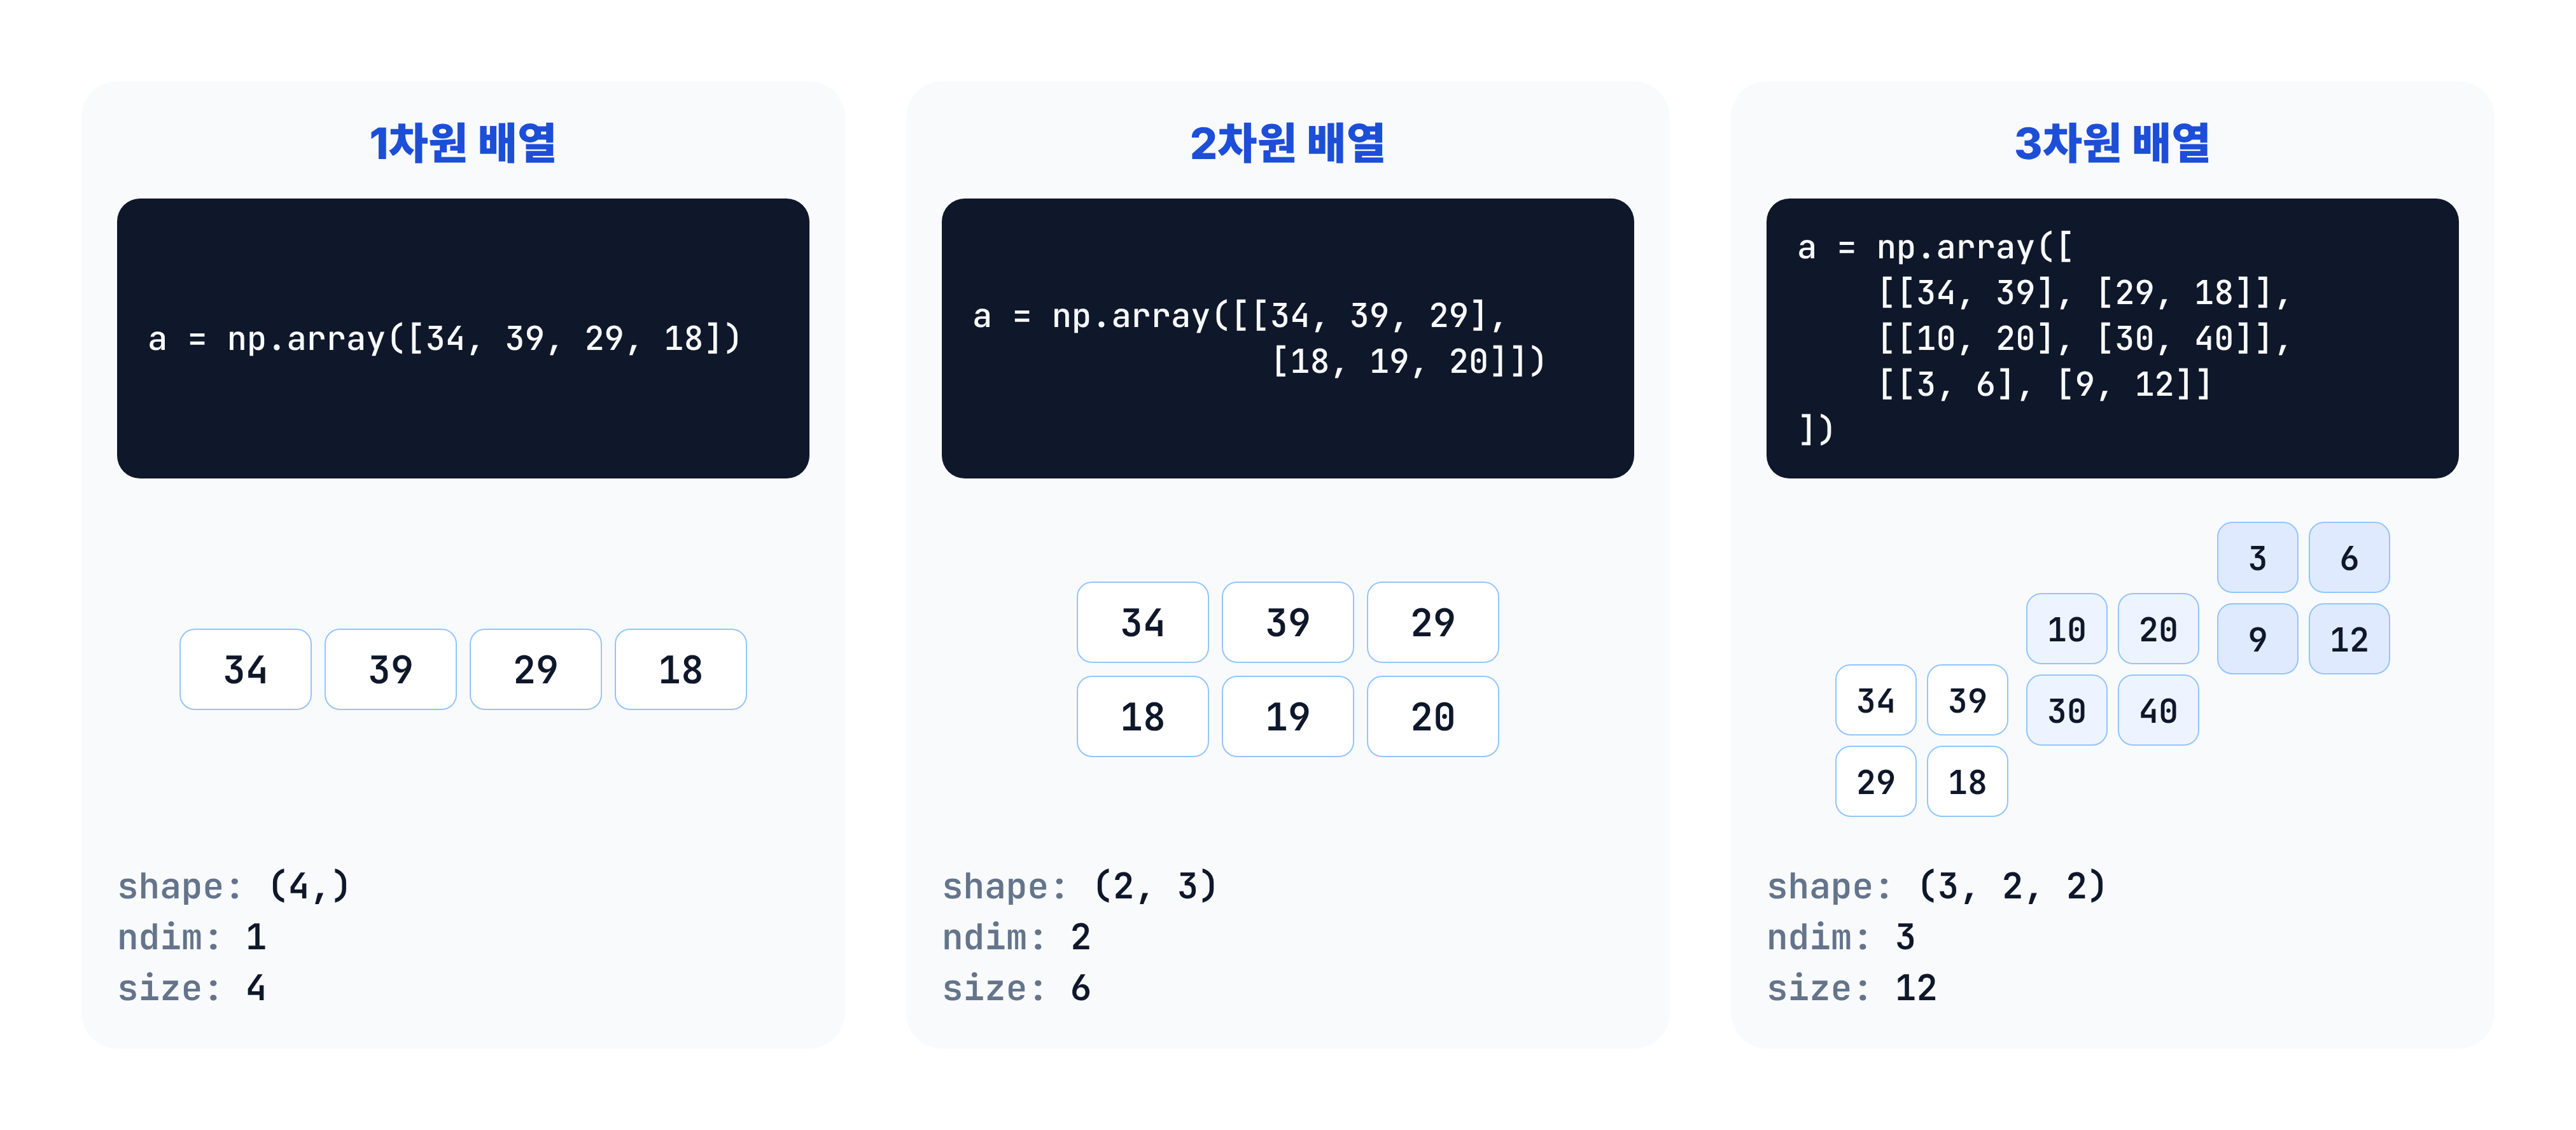 1차원 배열
a = np.array([34, 39, 29, 18])
34 39 29 18
shape: (4,)
ndim: 1
size: 4
2차원 배열
a = np.array([[34, 39, 29],
               [18, 19, 20]])
34 39 29
18 19 20
shape: (2, 3)
ndim: 2
size: 6
3차원 배열
a = np.array([
    [[34, 39], [29, 18]],
    [[10, 20], [30, 40]],
    [[3, 6], [9, 12]]
])
34 39
29 18
10 20
30 40
3 6
9 12
shape: (3, 2, 2)
ndim: 3
size: 12